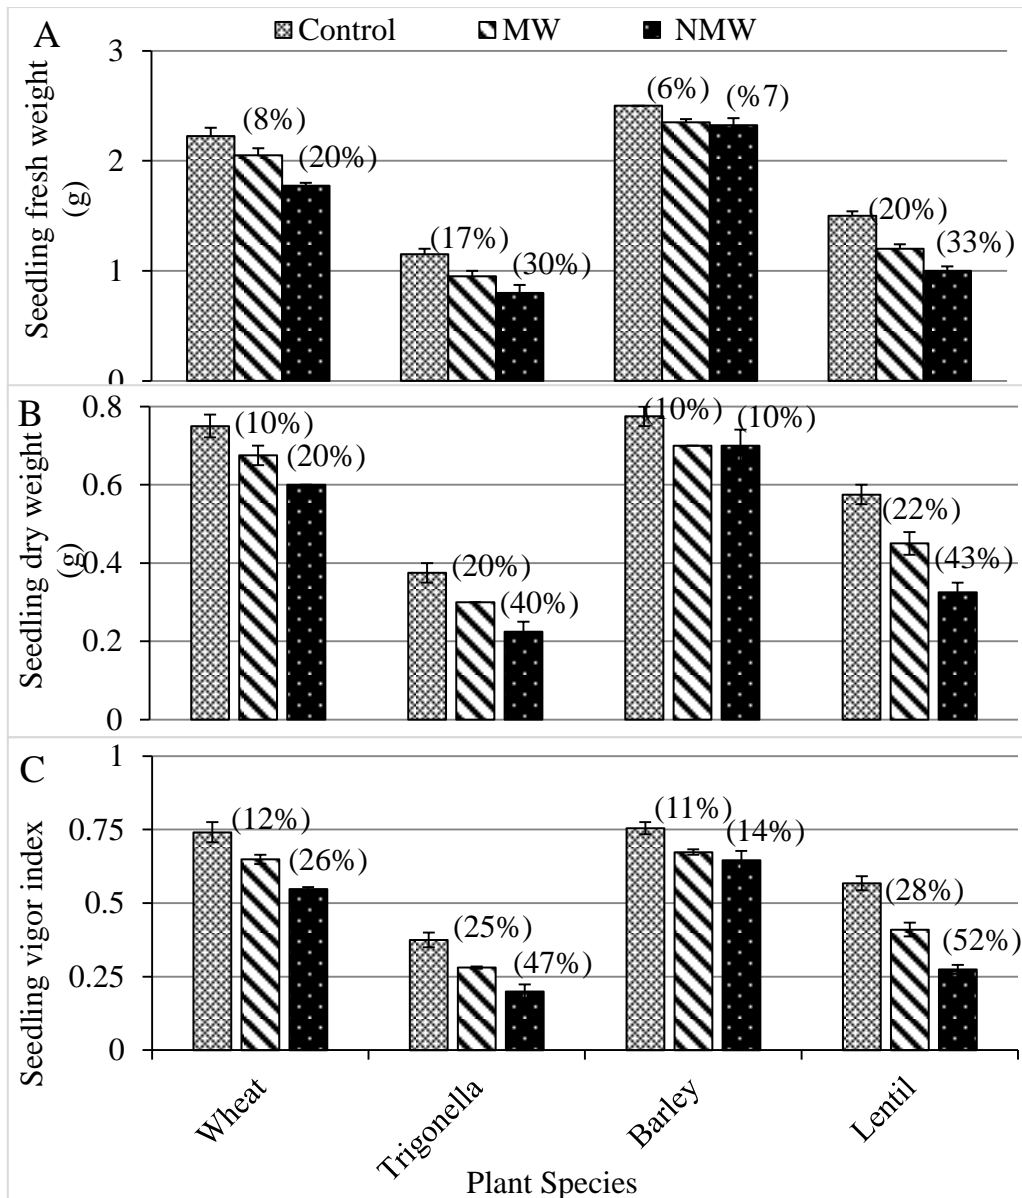 A
Control MW NMW
Seedling fresh weight
(g)
3
2
1
0
(8%)
(20%)
(17%)
(30%)
(6%)
(%7)
(20%)
(33%)
B
Seedling dry weight
(g)
0.8
0.6
0.4
0.2
0
(10%)
(20%)
(20%)
(40%)
(10%)
(10%)
(22%)
(43%)
C
Seedling vigor index
1
0.75
0.5
0.25
0
(12%)
(26%)
(25%)
(47%)
(11%)
(14%)
(28%)
(52%)
Wheat
Trigonella
Barley
Lentil
Plant Species